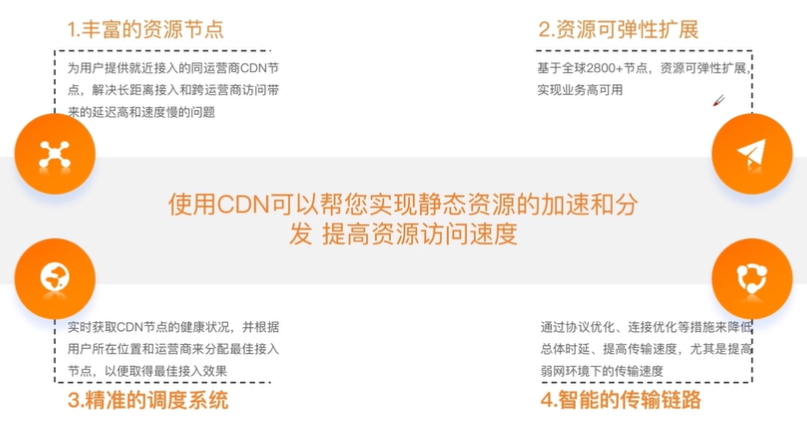 1.丰富的资源节点
为用户提供就近接入的同运营商CDN节
点，解决长距离接入和跨运营商访问带
来的延迟高和速度慢的问题
2.资源可弹性扩展
基于全球2800+节点，资源可弹性扩展，
实现业务高可用
使用CDN可以帮您实现静态资源的加速和分
发 提高资源访问速度
实时获取CDN节点的健康状况，并根据
用户所在位置和运营商来分配最佳接入
节点，以便取得最佳接入效果
3.精准的调度系统
通过协议优化、连接优化等措施来降低
总体时延、提高传输速度，尤其是提高
弱网环境下的传输速度
4.智能的传输链路